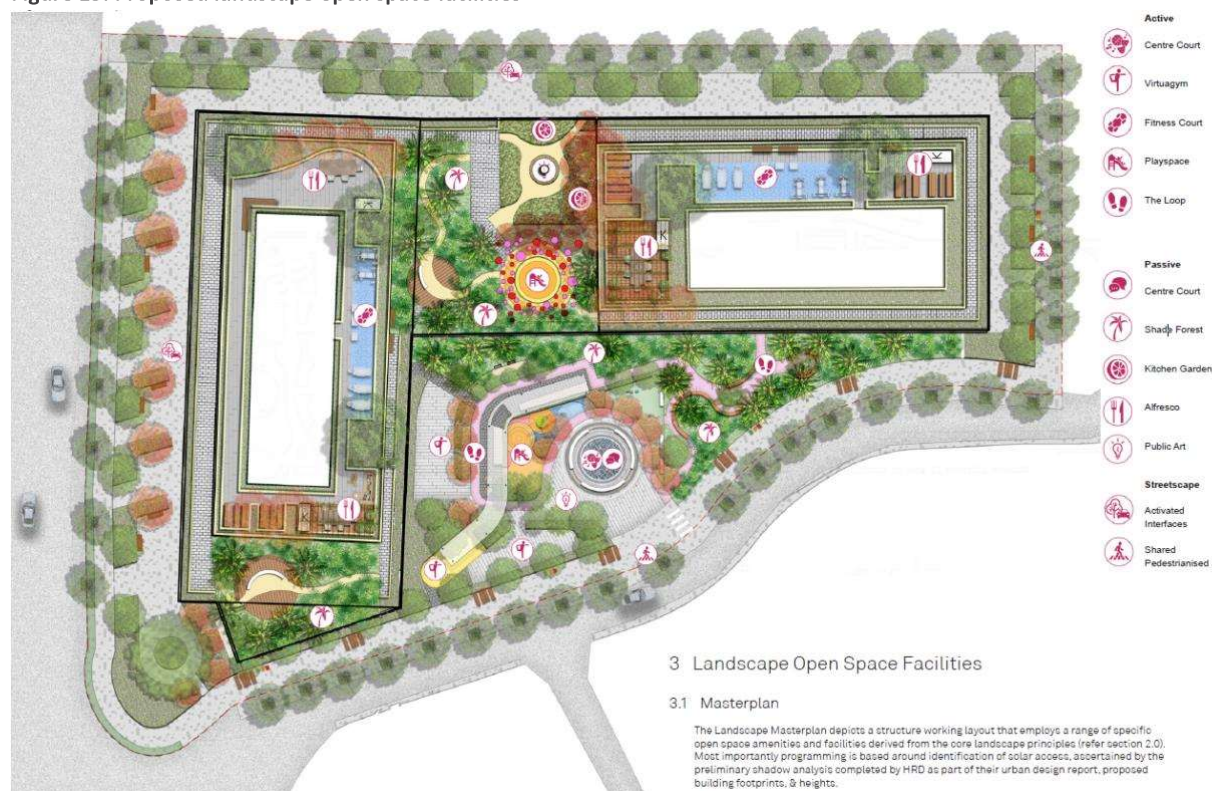 Active
Centre Court
Virtuagym
Fitness Court
Playspace
The Loop
Passive
Centre Court
Shade Forest
Kitchen Garden
Alfresco
Public Art
Streetscape
Activated
Interfaces
Shared
Pedestrianised
K
K
K
K
3 Landscape Open Space Facilities
3.1 Masterplan
The Landscape Masterplan depicts a structure working layout that employs a range of specific
open space amenities and facilities derived from the core landscape principles (refer section 2.0).
Most importantly programming is based around identification of solar access, ascertained by the
preliminary shadow analysis completed by HRD as part of their urban design report, proposed
building footprints, & heights.